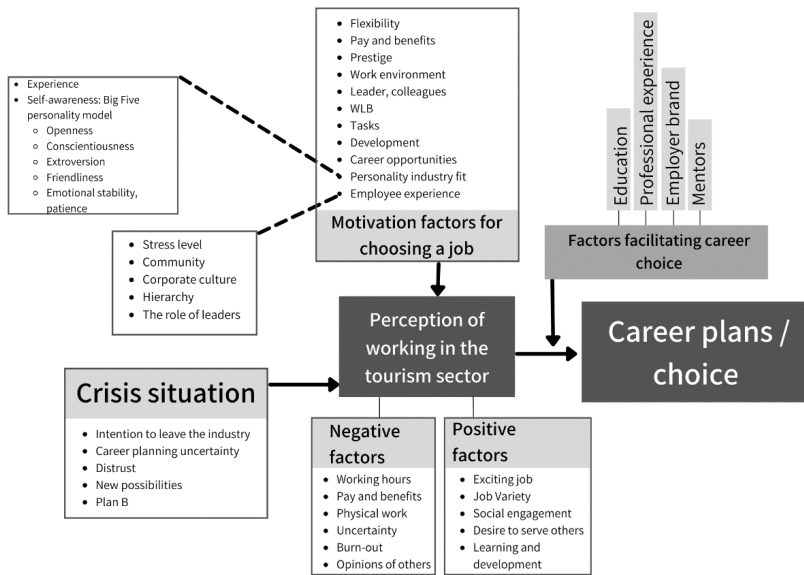 Flexibility
Pay and benefits
Prestige
Work environment
Leader, colleagues
WLB
Tasks
Development
Career opportunities
Personality industry fit
Employee experience
Motivation factors for
choosing a job
Experience
Self-awareness: Big Five
personality model
Openness
Conscientiousness
Extroversion
Friendliness
Emotional stability,
patience
Stress level
Community
Corporate culture
Hierarchy
The role of leaders
Education
Professional experience
Employer brand
Mentors
Factors facilitating career
choice
Perception of
working in the
tourism sector
Career plans /
choice
Crisis situation
Intention to leave the industry
Career planning uncertainty
Distrust
New possibilities
Plan B
Negative
factors
Working hours
Pay and benefits
Physical work
Uncertainty
Burn-out
Opinions of others
Positive
factors
Exciting job
Job Variety
Social engagement
Desire to serve others
Learning and
development